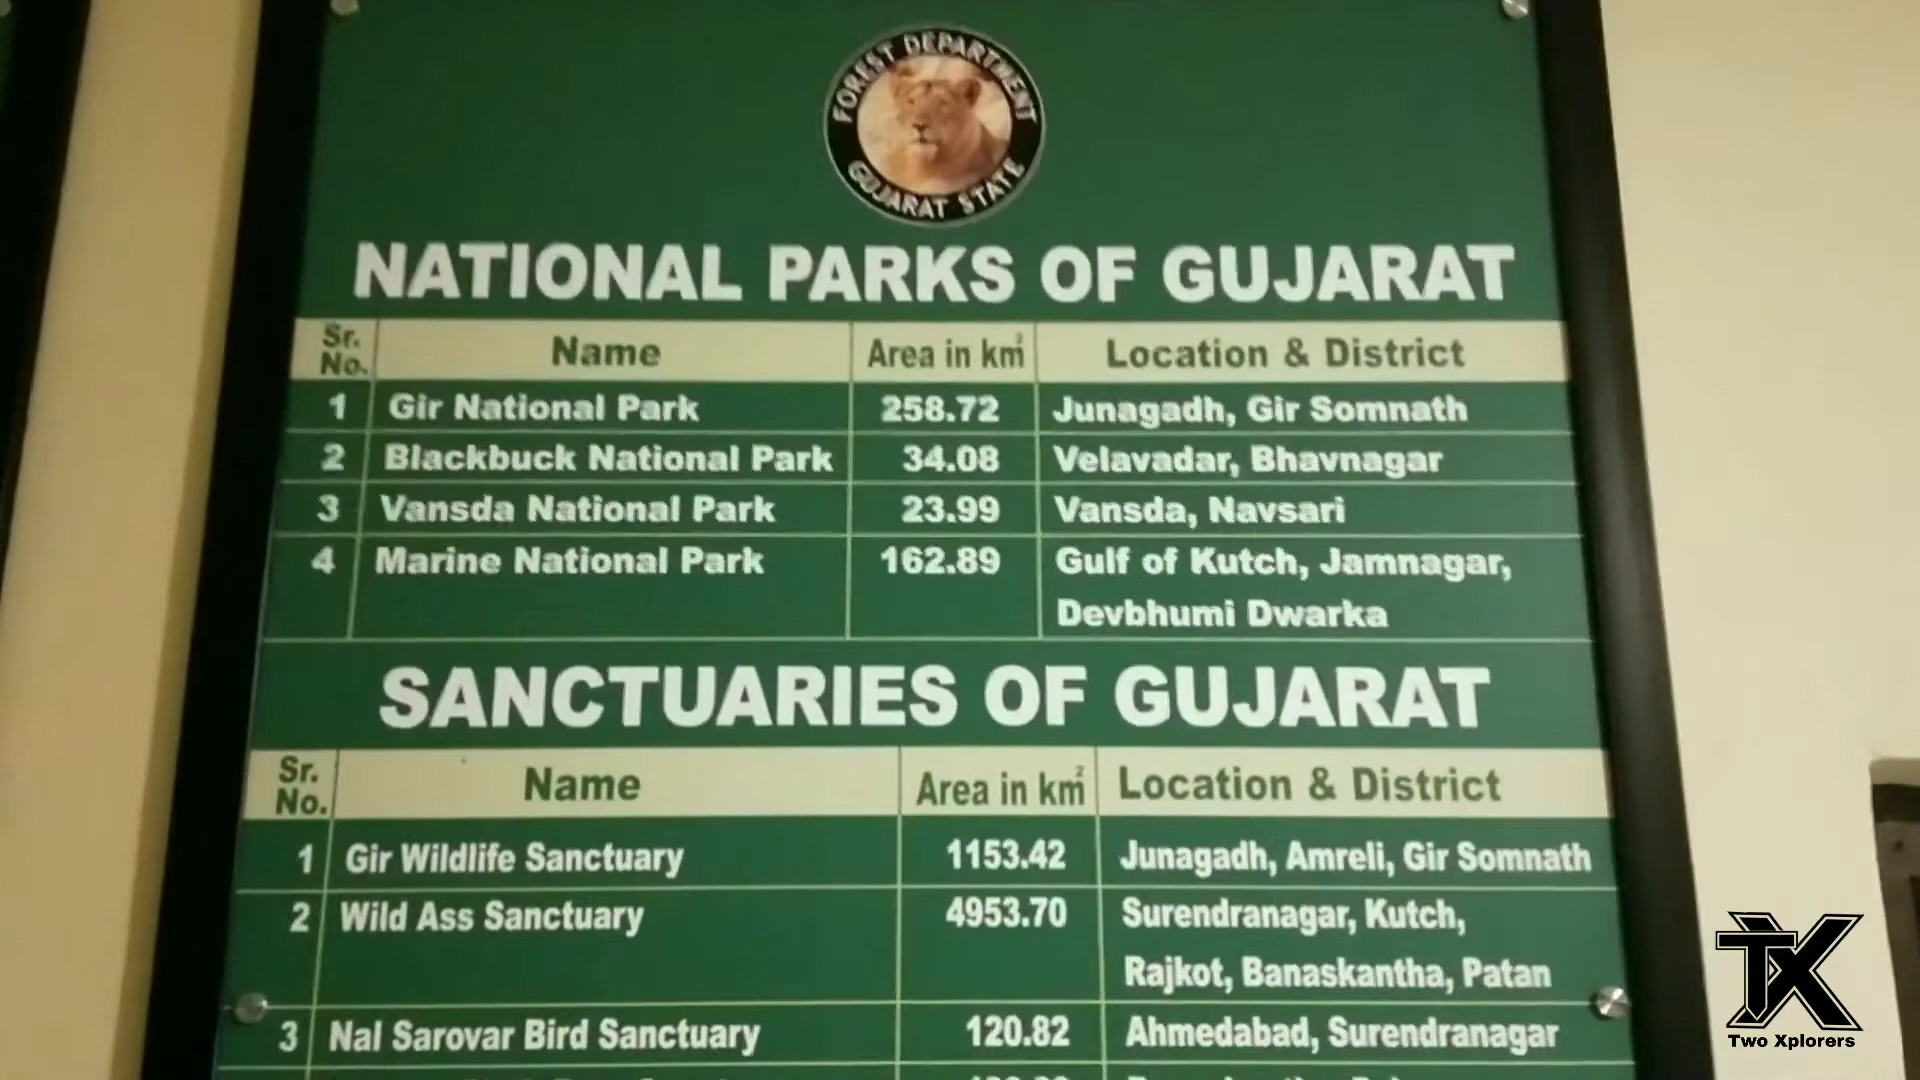 FOREST DEPARTMENT
GUJARAT STATE
NATIONAL PARKS OF GUJARAT
Sr. No. Name Area in km² Location & District
1 Gir National Park 258.72 Junagadh, Gir Somnath
2 Blackbuck National Park 34.08 Velavadar, Bhavnagar
3 Vansda National Park 23.99 Vansda, Navsari
4 Marine National Park 162.89 Gulf of Kutch, Jamnagar,
Devbhumi Dwarka
SANCTUARIES OF GUJARAT
Sr. No. Name Area in km² Location & District
1 Gir Wildlife Sanctuary 1153.42 Junagadh, Amreli, Gir Somnath
2 Wild Ass Sanctuary 4953.70 Surendranagar, Kutch,
Rajkot, Banaskantha, Patan
3 Nal Sarovar Bird Sanctuary 120.82 Ahmedabad, Surendranagar
TX
Two Xplorers